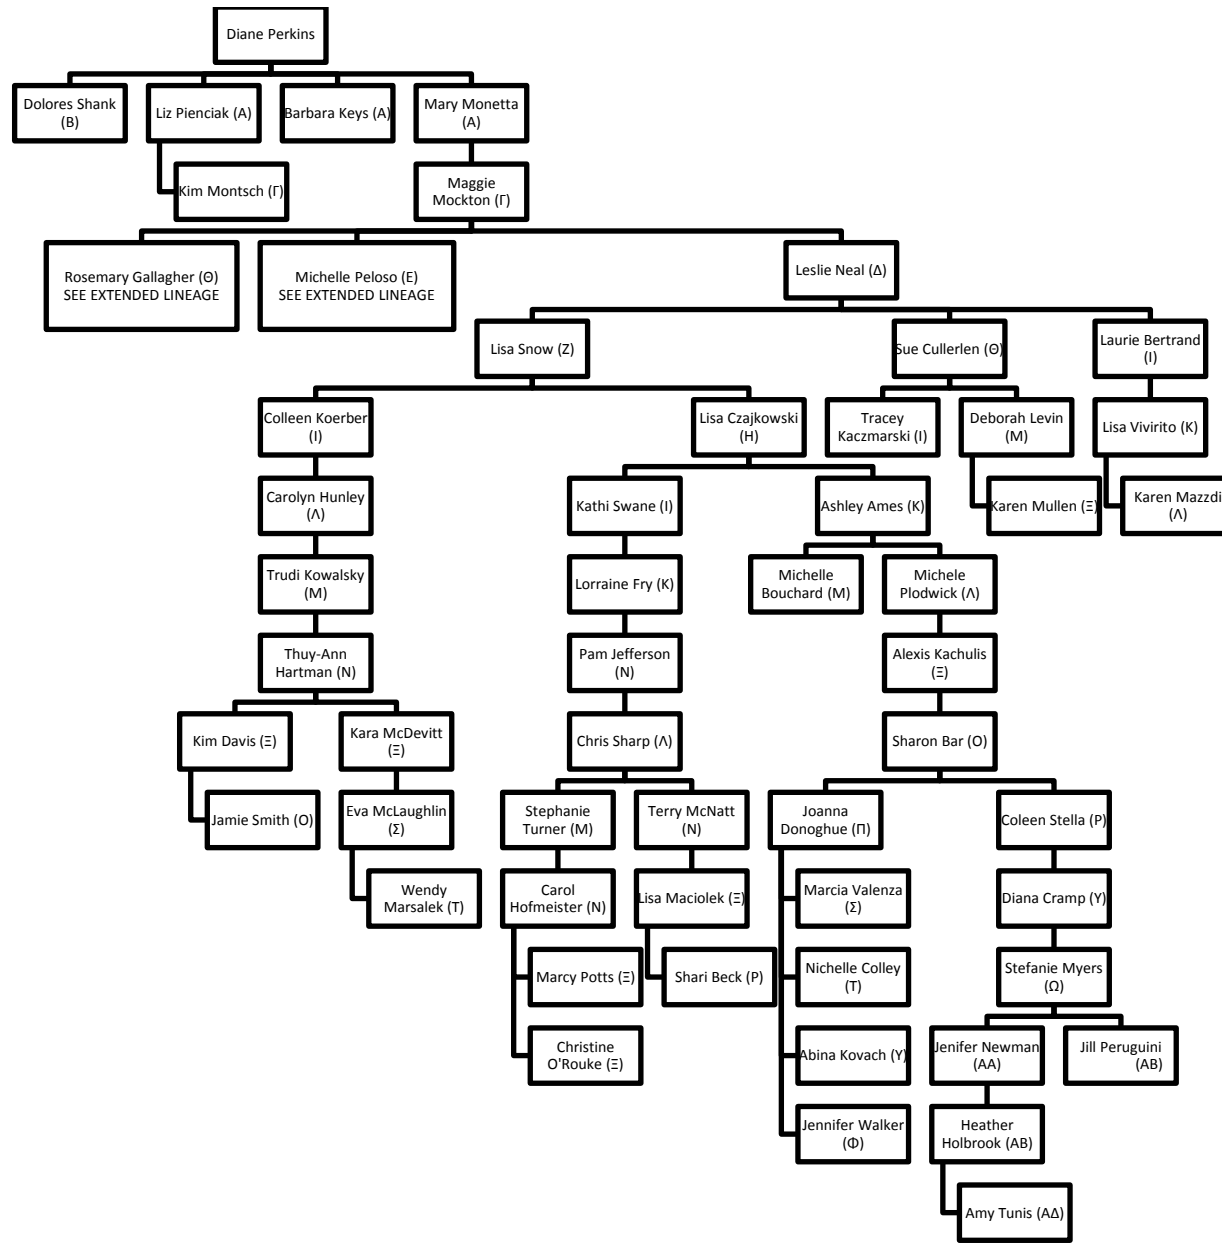 Diane Perkins
Dolores Shank
(Β)
Liz Pienciak (Α)
Barbara Keys (Α)
Mary Monetta
(Α)
Kim Montsch (Γ)
Maggie
Mockton (Γ)
Rosemary Gallagher (Θ)
SEE EXTENDED LINEAGE
Michelle Peloso (Ε)
SEE EXTENDED LINEAGE
Leslie Neal (Δ)
Lisa Snow (Ζ)
Sue Cullerlen (Θ)
Laurie Bertrand
(Ι)
Colleen Koerber
(Ι)
Lisa Czajkowski
(Η)
Tracey
Kaczmarski (Ι)
Deborah Levin
(Μ)
Lisa Vivirito (Κ)
Carolyn Hunley
(Λ)
Kathi Swane (Ι)
Ashley Ames (Κ)
Karen Mullen (Ξ)
Karen Mazzdi
(Λ)
Trudi Kowalsky
(Μ)
Lorraine Fry (Κ)
Michelle
Bouchard (Μ)
Michele
Plodwick (Λ)
Thuy-Ann
Hartman (Ν)
Pam Jefferson
(Ν)
Alexis Kachulis
(Ξ)
Kim Davis (Ξ)
Kara McDevitt
(Ξ)
Chris Sharp (Λ)
Sharon Bar (Ο)
Jamie Smith (Ο)
Eva McLaughlin
(Σ)
Stephanie
Turner (Μ)
Terry McNatt
(Ν)
Joanna
Donoghue (Π)
Coleen Stella (Ρ)
Wendy
Marsalek (Τ)
Carol
Hofmeister (Ν)
Lisa Maciolek (Ξ)
Marcia Valenza
(Σ)
Diana Cramp (Υ)
Marcy Potts (Ξ)
Shari Beck (Ρ)
Nichelle Colley
(Τ)
Stefanie Myers
(Ω)
Christine
O'Rouke (Ξ)
Abina Kovach (Υ)
Jenifer Newman
(ΑΑ)
Jill Peruguini
(ΑΒ)
Jennifer Walker
(Φ)
Heather
Holbrook (ΑΒ)
Amy Tunis (ΑΔ)